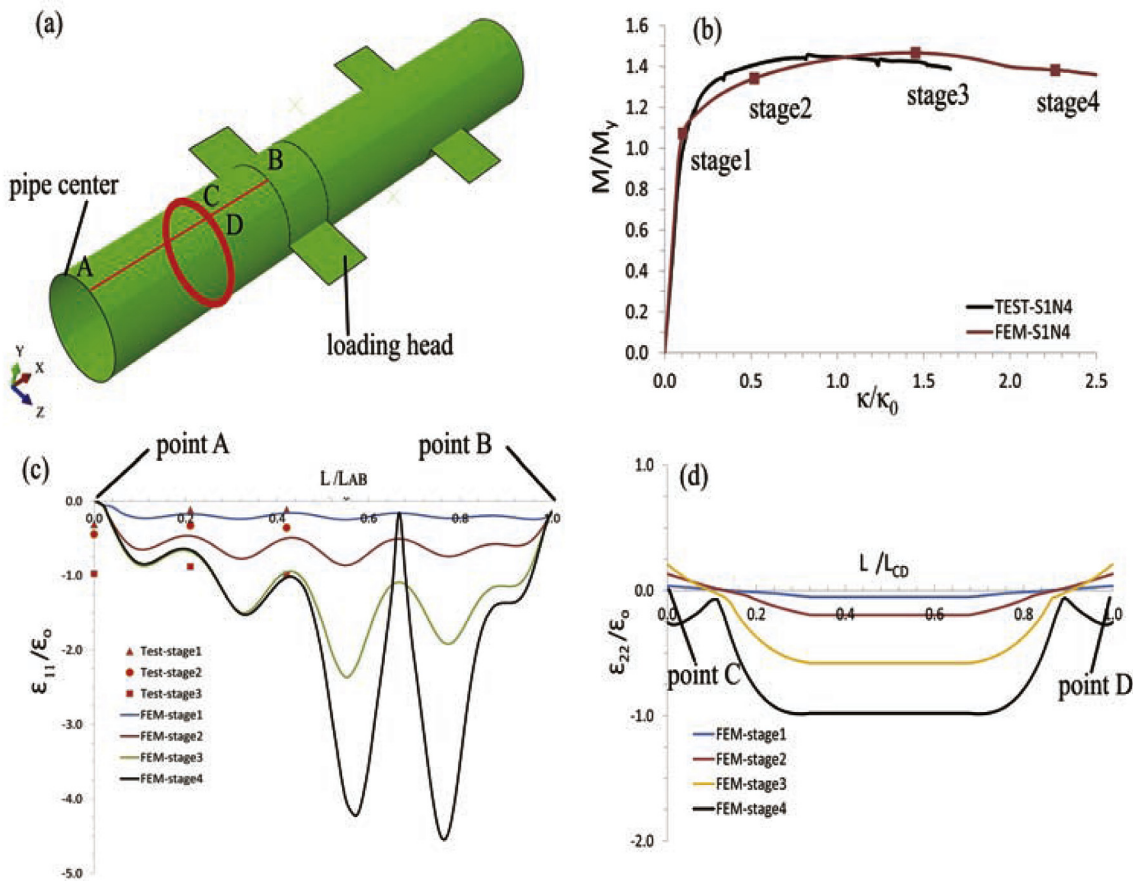 (a)
pipe center
A
B
C
D
loading head
Y
X
Z
(b)
M/My
1.6
1.4
1.2
1.0
0.8
0.6
0.4
0.2
0.0
stage1
stage2
stage3
stage4
TEST-S1N4
FEM-S1N4
0.0 0.5 1.0 1.5 2.0 2.5
κ/κ0
(c)
point A
point B
L/LAB
0.0 0.2 0.4 0.6 0.8 1.0
0.0
-1.0
-2.0
-3.0
-4.0
-5.0
ε11/εo
Test-stage1
Test-stage2
Test-stage3
FEM-stage1
FEM-stage2
FEM-stage3
FEM-stage4
(d)
1.0
0.0
-1.0
-2.0
ε22/εo
L/LCD
0.0 0.2 0.4 0.6 0.8 1.0
point C
point D
FEM-stage1
FEM-stage2
FEM-stage3
FEM-stage4